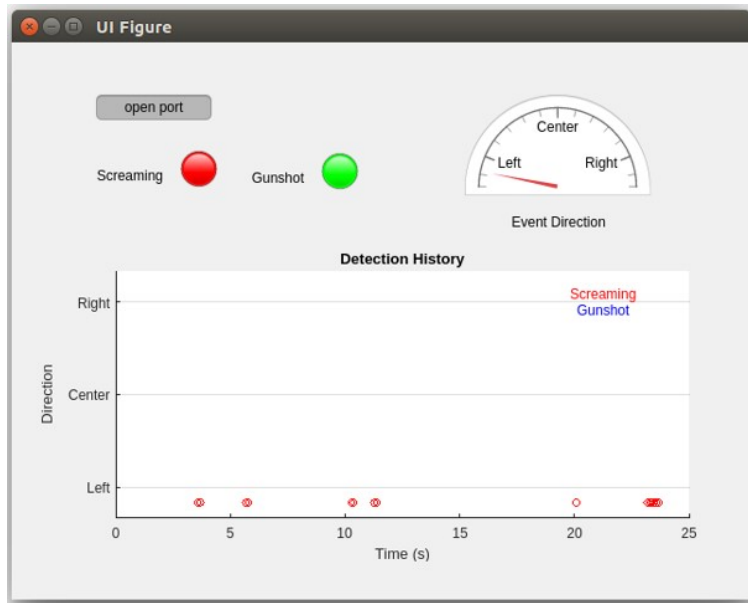 UI Figure
open port
Screaming
Gunshot
Center
Left
Right
Event Direction
Detection History
Screaming
Gunshot
Right
Center
Left
Direction
0 5 10 15 20 25
Time (s)